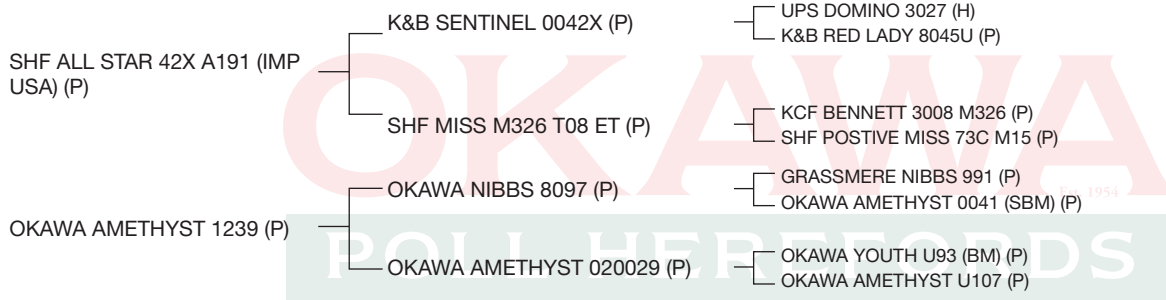 K&B SENTINEL 0042X (P)
UPS DOMINO 3027 (H)
K&B RED LADY 8045U (P)
SHF ALL STAR 42X A191 (IMP
USA) (P)
SHF MISS M326 T08 ET (P)
KCF BENNETT 3008 M326 (P)
SHF POSTIVE MISS 73C M15 (P)
OKAWA
Est. 1954
OKAWA NIBBS 8097 (P)
GRASSMERE NIBBS 991 (P)
OKAWA AMETHYST 0041 (SBM) (P)
OKAWA AMETHYST 1239 (P)
POLL HEREFORDS
OKAWA AMETHYST 020029 (P)
OKAWA YOUTH U93 (BM) (P)
OKAWA AMETHYST U107 (P)